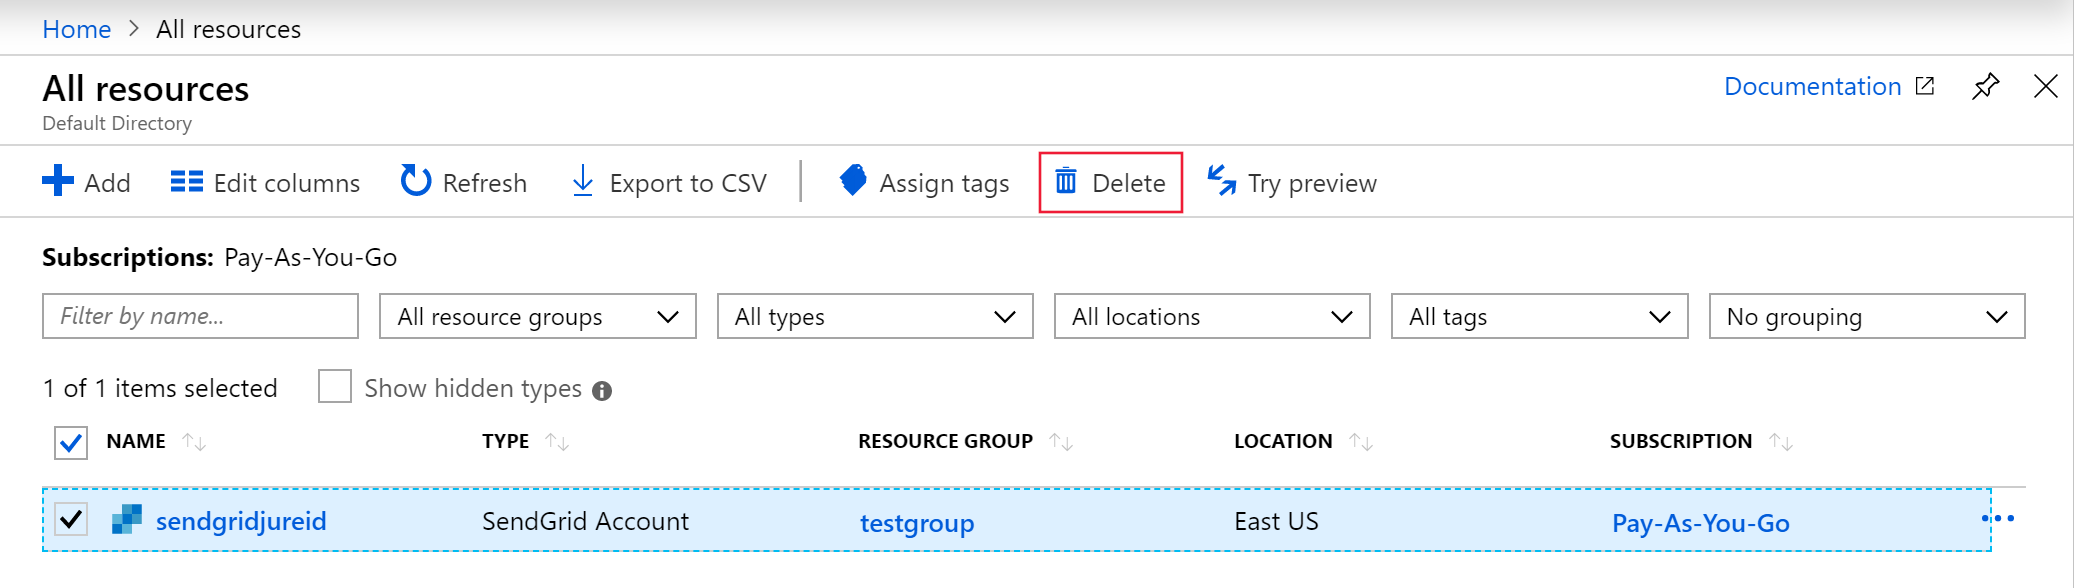 Home > All resources
All resources
Documentation
Default Directory
Add Edit columns Refresh Export to CSV Assign tags Delete Try preview
Subscriptions: Pay-As-You-Go
Filter by name... All resource groups All types All locations All tags No grouping
1 of 1 items selected Show hidden types
NAME TYPE RESOURCE GROUP LOCATION SUBSCRIPTION
sendgridjureid SendGrid Account testgroup East US Pay-As-You-Go